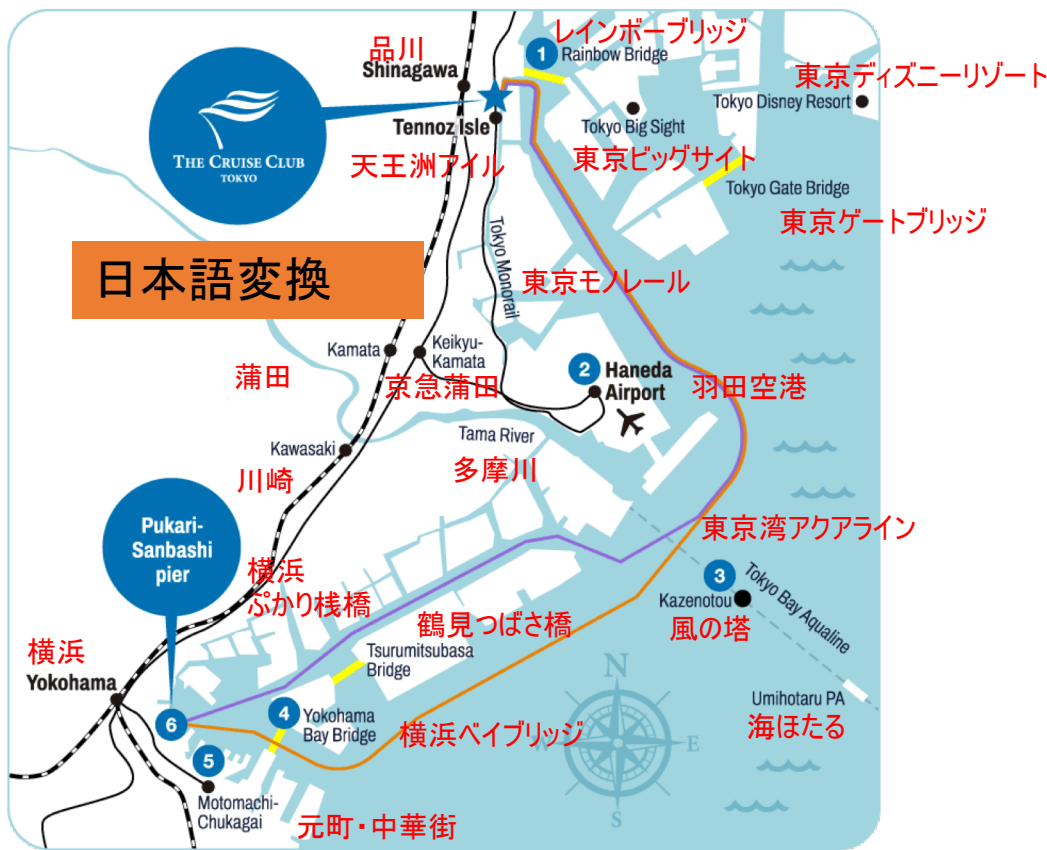 品川
Shinagawa
レインボーブリッジ
1
Rainbow Bridge
東京ディズニーリゾート
Tokyo Disney Resort
THE CRUISE CLUB
TOKYO
Tennoz Isle
天王洲アイル
Tokyo Big Sight
東京ビッグサイト
Tokyo Gate Bridge
東京ゲートブリッジ
日本語変換
Tokyo Monorail
東京モノレール
Kamata
蒲田
Keikyu-
Kamata
京急蒲田
2
Haneda
Airport
羽田空港
Kawasaki
川崎
Tama River
多摩川
Pukari-
Sanbashi
pier
横浜
ぷかり桟橋
東京湾アクアライン
3
Kazenotou
風の塔
Tokyo Bay Aqualine
鶴見つばさ橋
Tsurumitsubasa
Bridge
横浜
Yokohama
6
4
Yokohama
Bay Bridge
横浜ベイブリッジ
N
W
E
S
Umihotaru PA
海ほたる
5
Motomachi-
Chukagai
元町・中華街